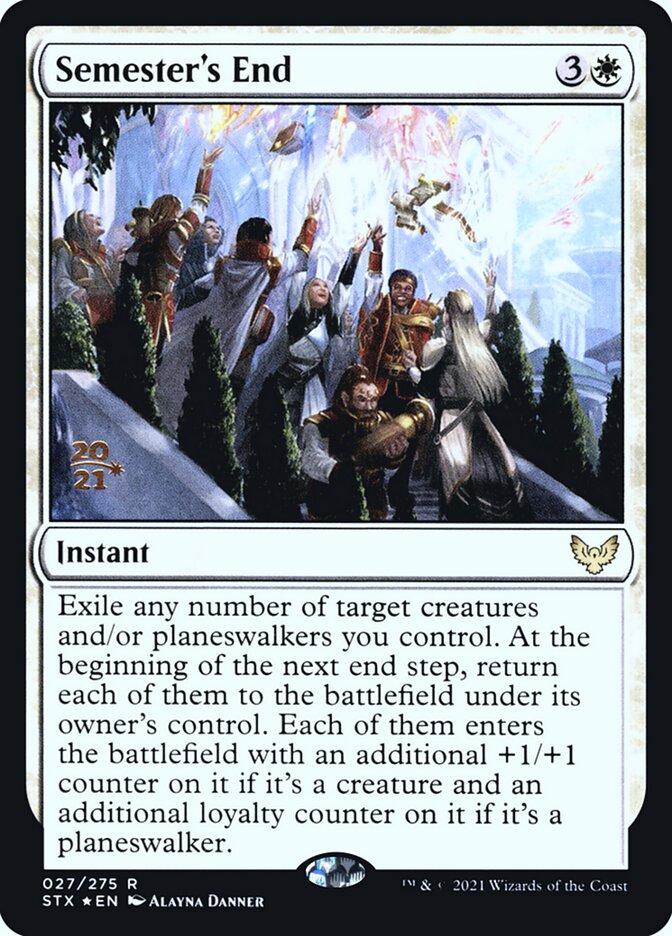 Semester's End
3
20
21
Instant
Exile any number of target creatures
and/or planeswalkers you control. At the
beginning of the next end step, return
each of them to the battlefield under its
owner's control. Each of them enters
the battlefield with an additional +1/+1
counter on it if it's a creature and an
additional loyalty counter on it if it's a
planeswalker.
027/275 R
STX ★ EN Alayna Danner
™ & © 2021 Wizards of the Coast